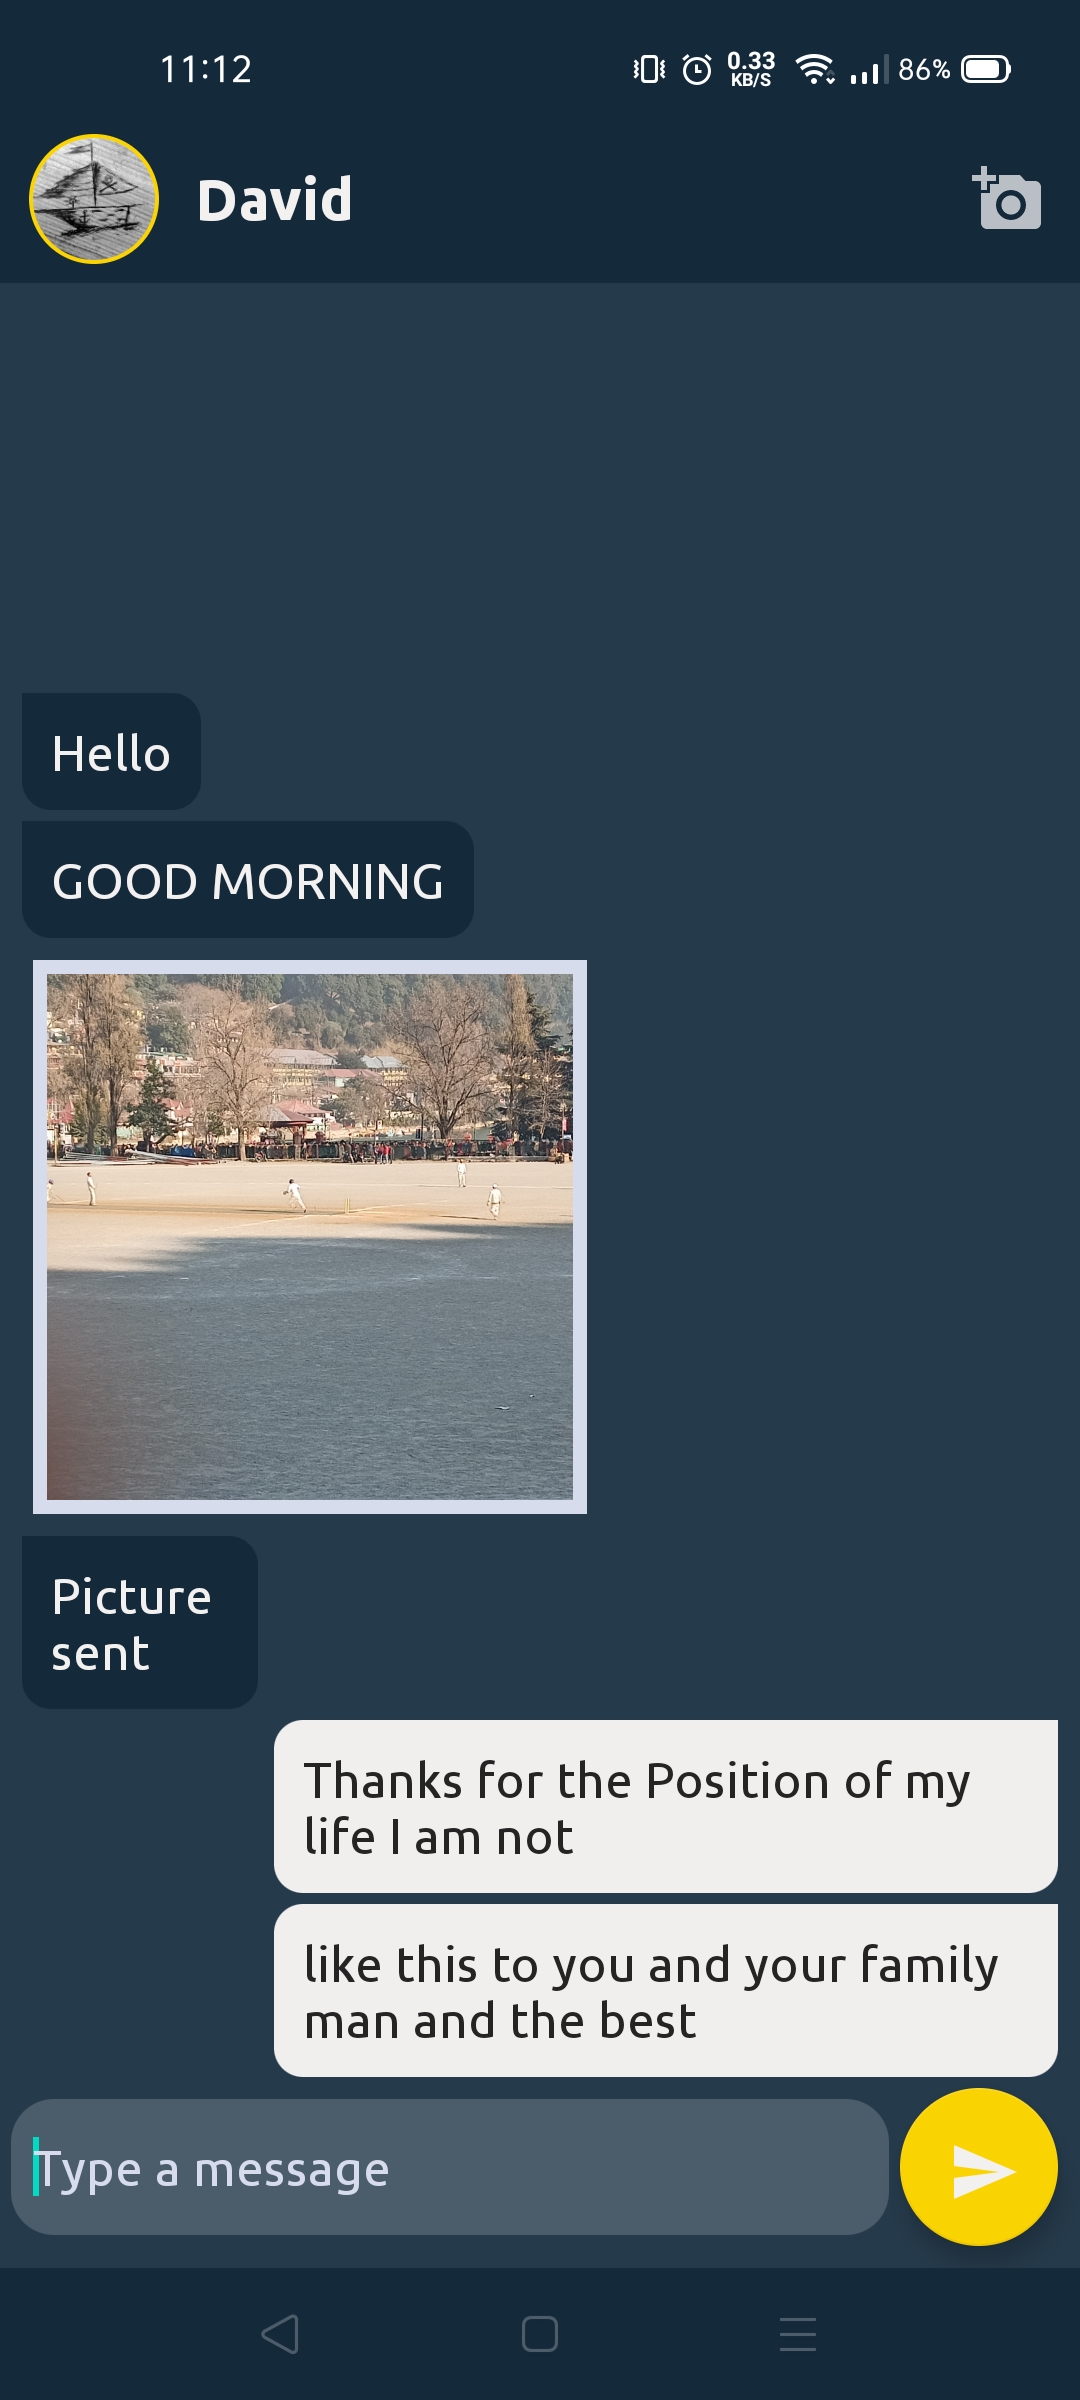 11:12
0.33
KB/S
86%
David
Hello
GOOD MORNING
Picture
sent
Thanks for the Position of my
life I am not
like this to you and your family
man and the best
Type a message